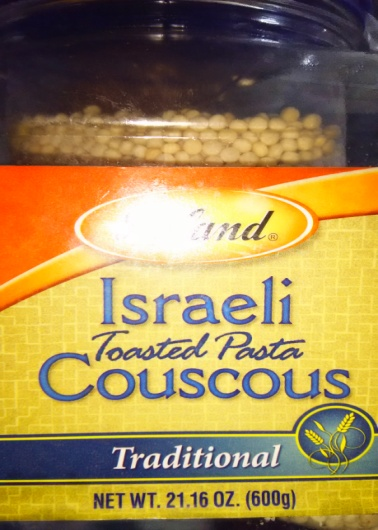 Israeli
Toasted Pasta
Couscous
Traditional
NET WT. 21.16 OZ. (600g)